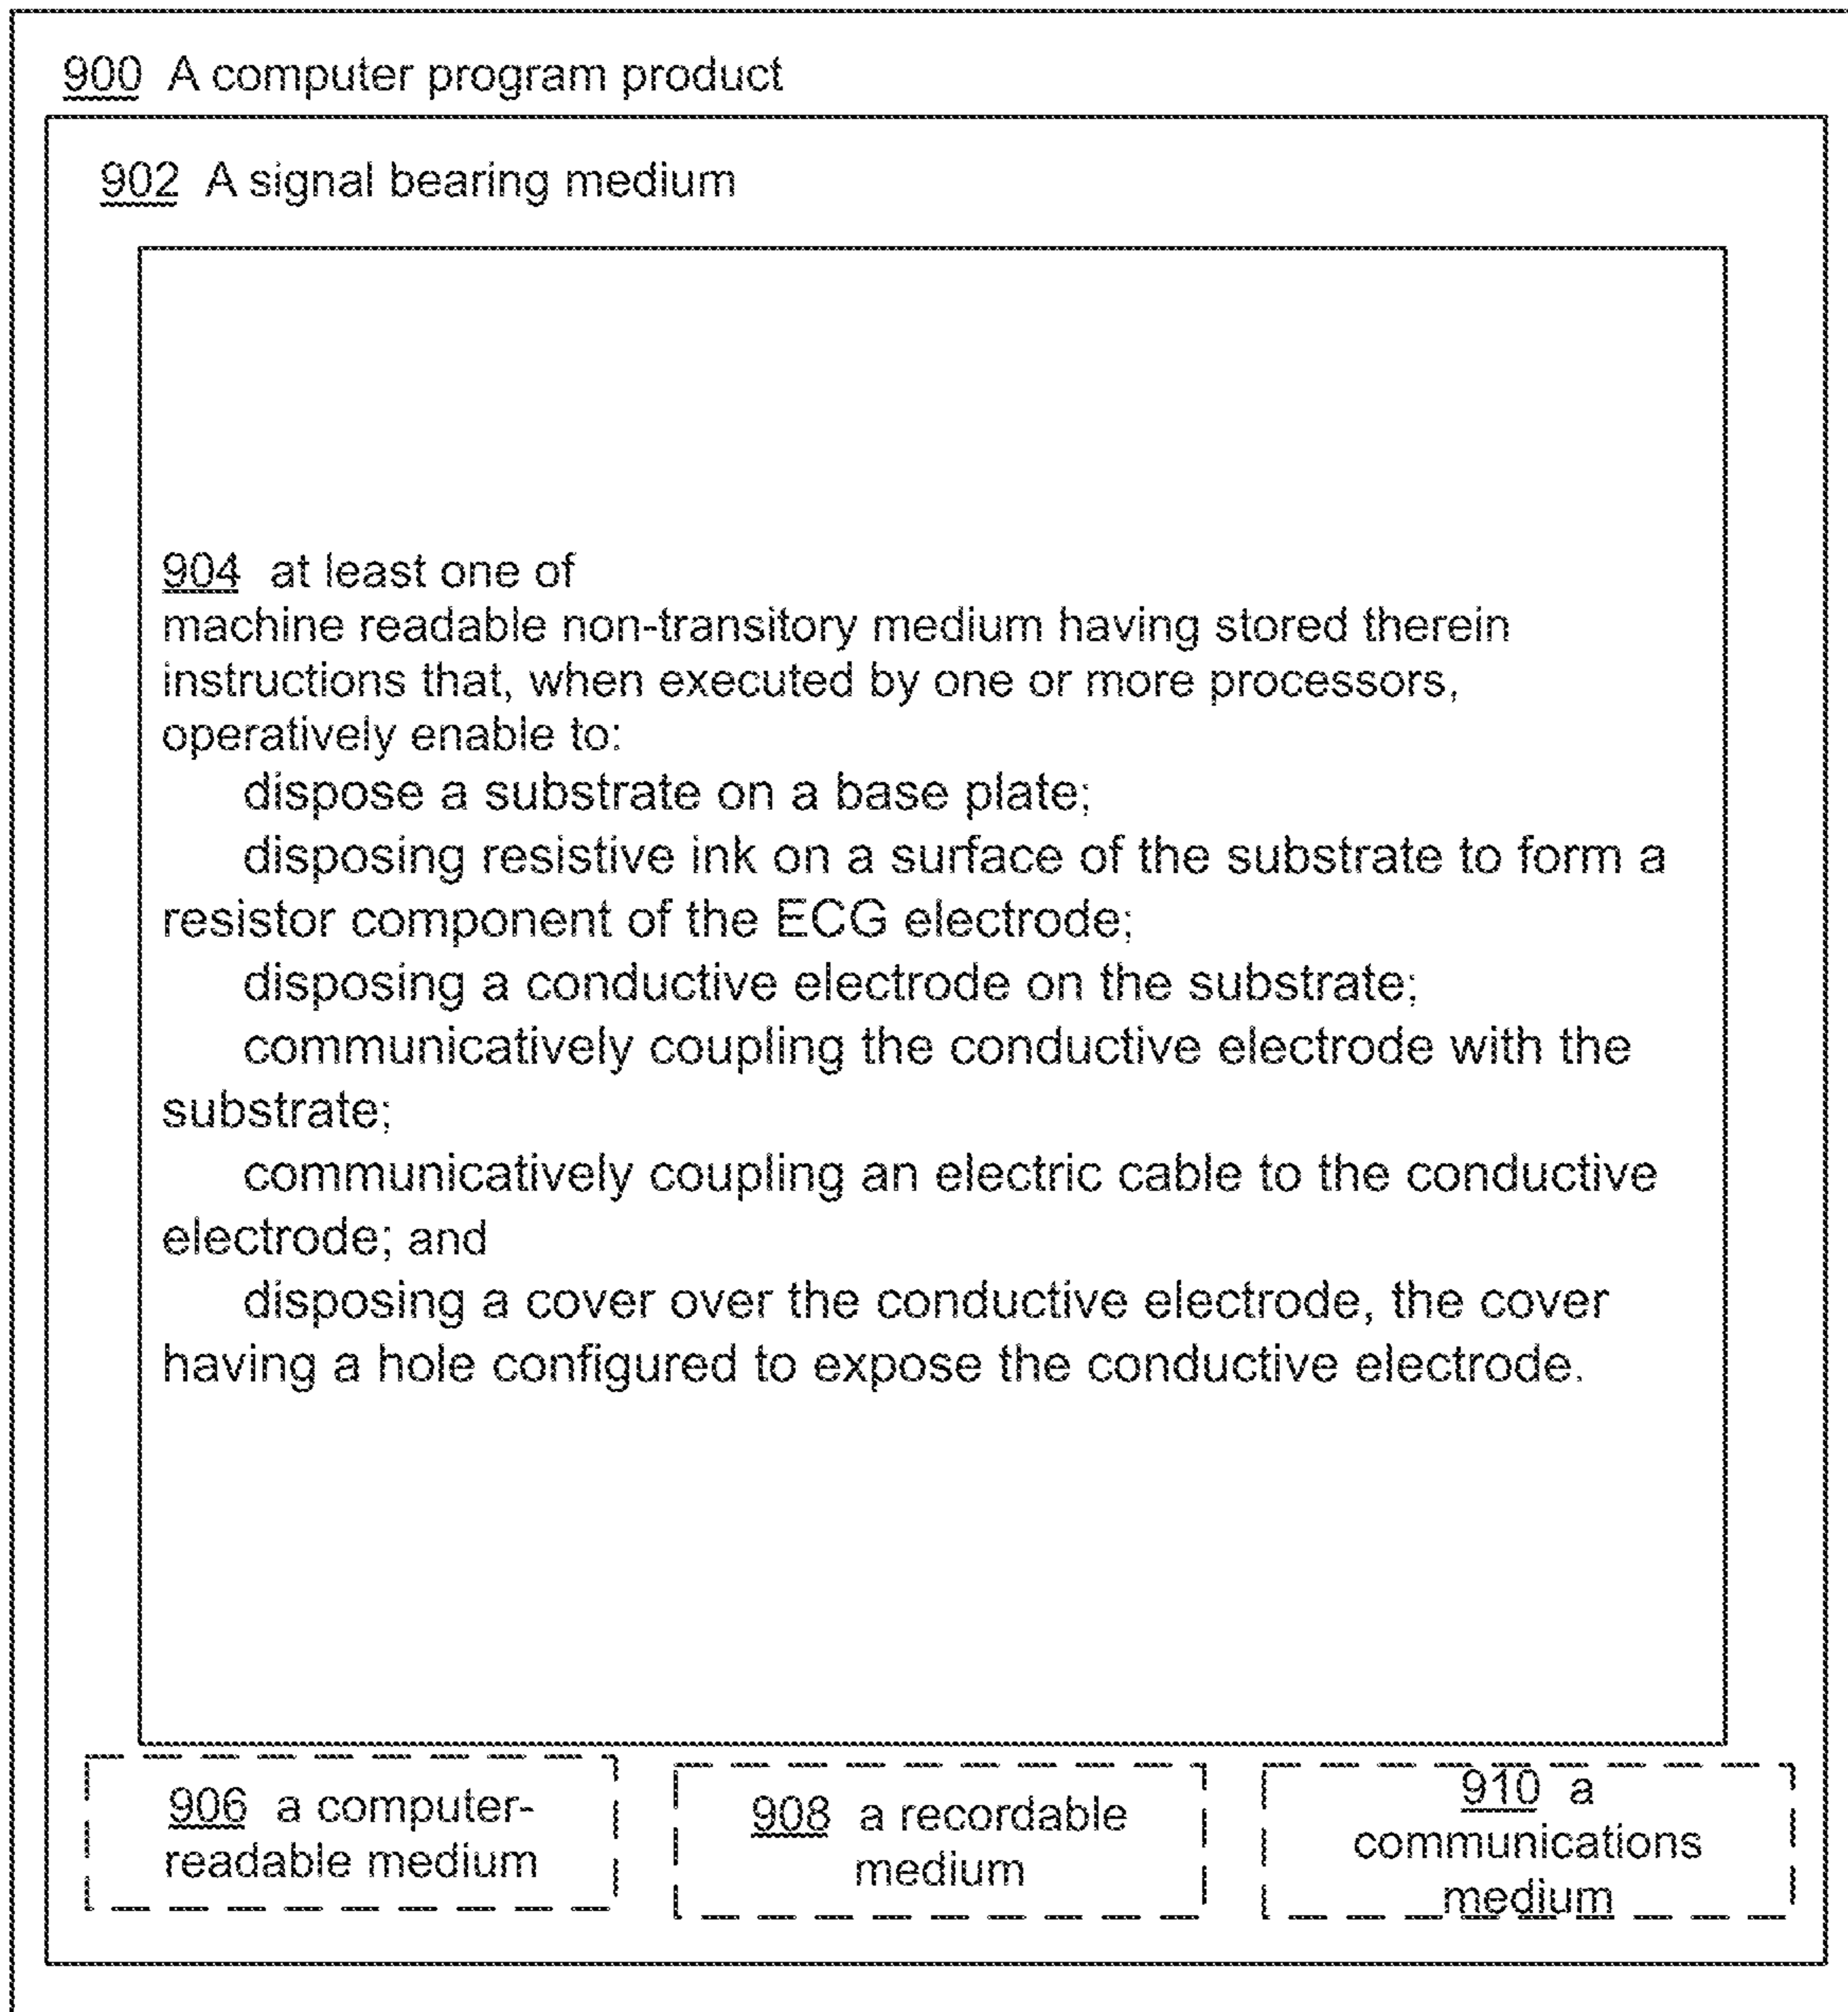 900 A computer program product
902 A signal bearing medium
904 at least one of
machine readable non-transitory medium having stored therein
instructions that, when executed by one or more processors,
operatively enable to:
dispose a substrate on a base plate;
disposing resistive ink on a surface of the substrate to form a
resistor component of the ECG electrode;
disposing a conductive electrode on the substrate;
communicatively coupling the conductive electrode with the
substrate;
communicatively coupling an electric cable to the conductive
electrode; and
disposing a cover over the conductive electrode, the cover
having a hole configured to expose the conductive electrode.
906 a computer-
readable medium
908 a recordable
medium
910 a
communications
medium